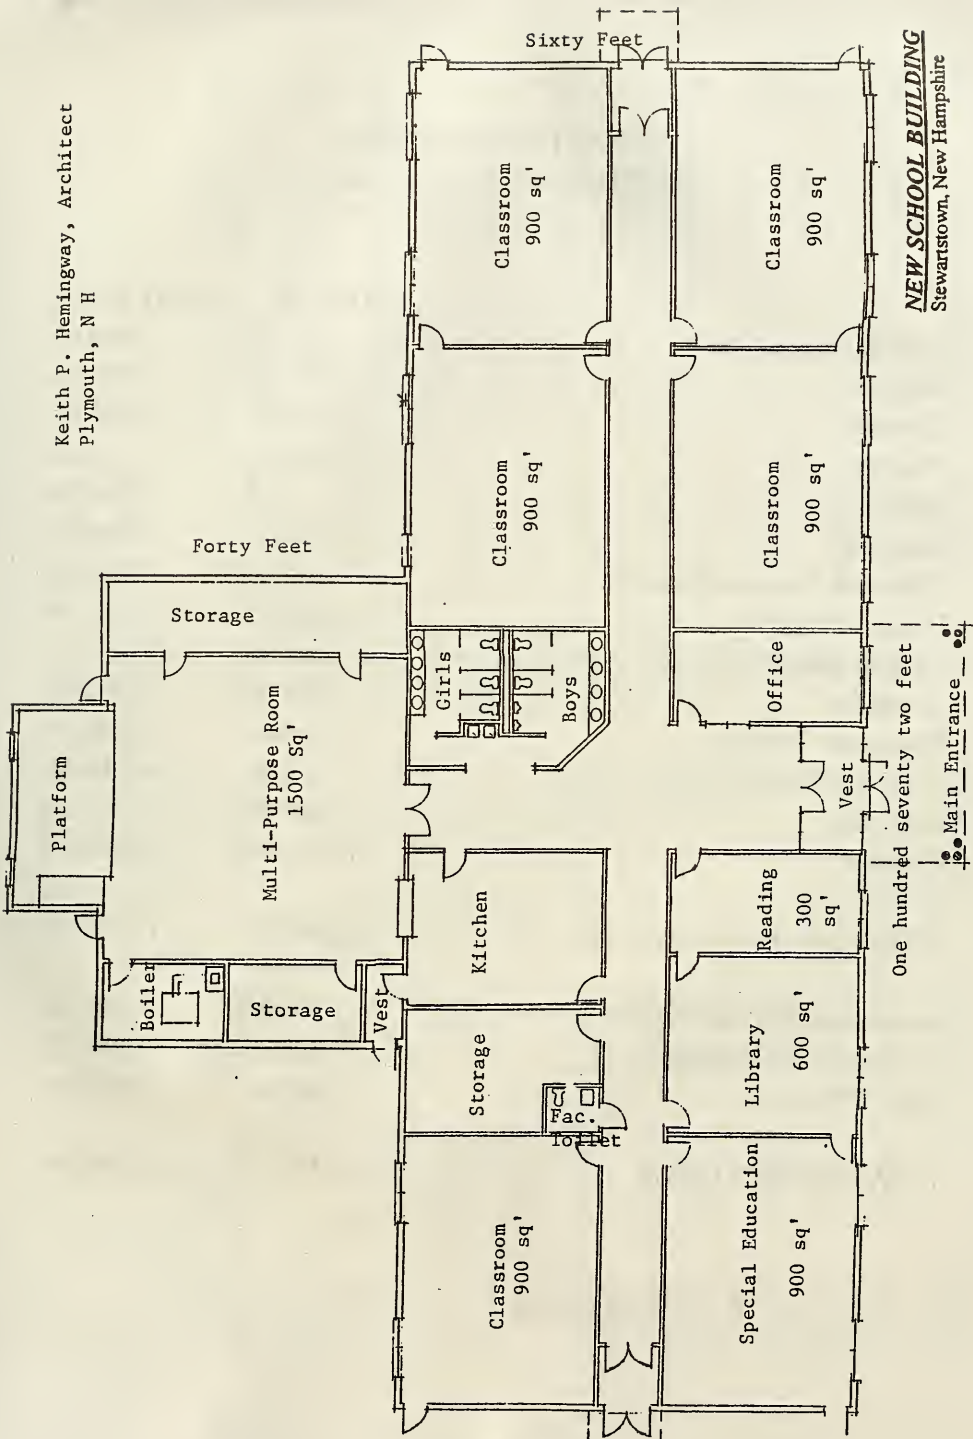 Keith P. Hemingway, Architect
Plymouth, N H
Sixty Feet
Forty Feet
NEW SCHOOL BUILDING
Stewartstown, New Hampshire
Classroom
900 sq'
Classroom
900 sq'
Classroom
900 sq'
Classroom
900 sq'
Storage
Girls
Boys
Office
Platform
Multi-Purpose Room
1500 Sq'
Vest
Main Entrance
One hundred seventy two feet
Boiler
Storage
Vest
Kitchen
Reading
300
sq'
Storage
Fac.
Toilet
Library
600 sq'
Classroom
900 sq'
Special Education
900 sq'